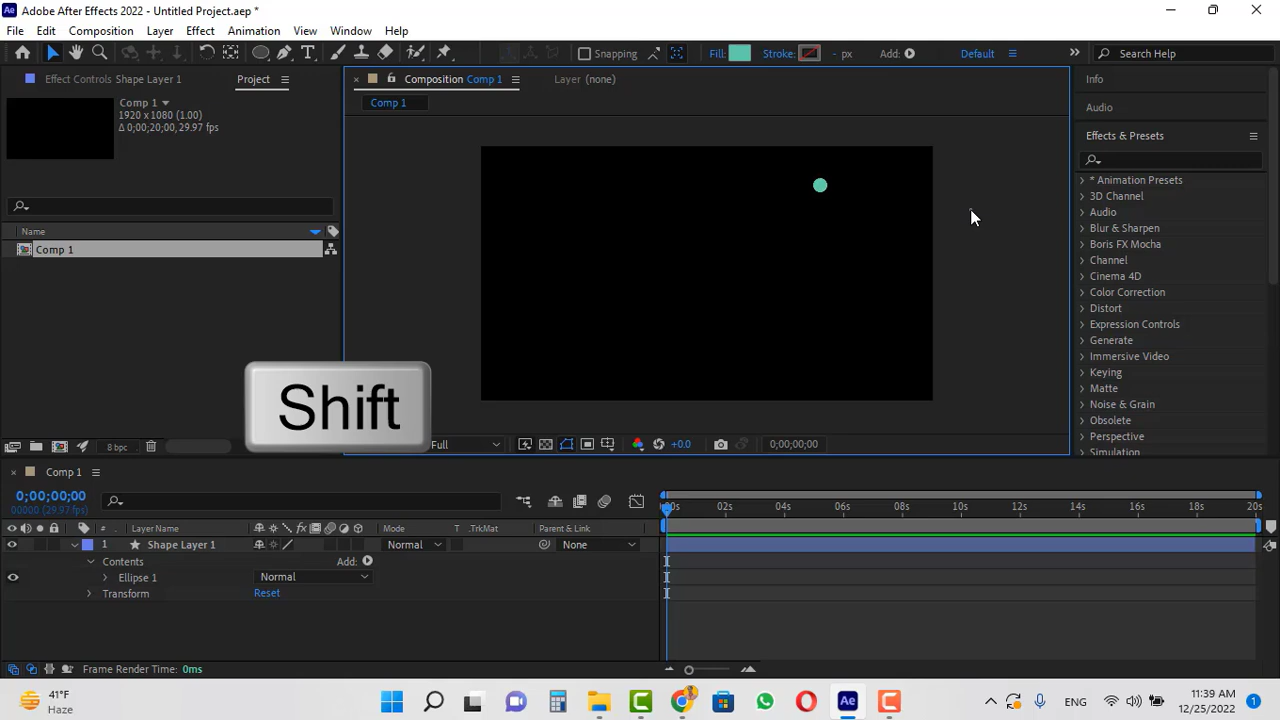 Ae Adobe After Effects 2022 - Untitled Project.aep *
File Edit Composition Layer Effect Animation View Window Help
Snapping Fill: Stroke: - px Add: Default Search Help
Effect Controls Shape Layer 1 Project
Comp 1
1920 x 1080 (1.00)
Δ 0;00;20;00, 29.97 fps
Name
Comp 1
8 bpc
Composition Comp 1 Layer (none)
Comp 1
Shift
Full +0.0 0;00;00;00
Info
Audio
Effects & Presets
* Animation Presets
3D Channel
Audio
Blur & Sharpen
Boris FX Mocha
Channel
Cinema 4D
Color Correction
Distort
Expression Controls
Generate
Immersive Video
Keying
Matte
Noise & Grain
Obsolete
Perspective
Simulation
Comp 1
0;00;00;00
00000 (29.97 fps)
:00s 02s 04s 06s 08s 10s 12s 14s 16s 18s 20s
# Layer Name Mode T .TrkMat Parent & Link
1 Shape Layer 1 Normal None
Contents Add:
Ellipse 1 Normal
Transform Reset
Frame Render Time: 0ms
41°F
Haze
Ae
ENG
11:39 AM
12/25/2022
1